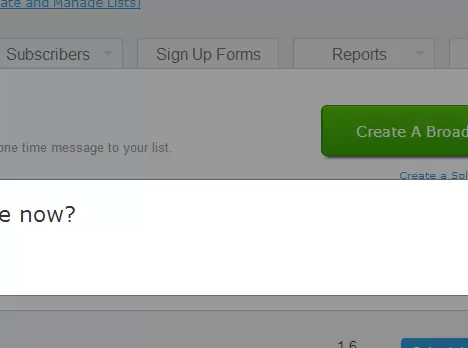 ate and Manage Lists)
Subscribers Sign Up Forms Reports
one time message to your list.
Create A Broad
Create a Spl
e now?
1.6